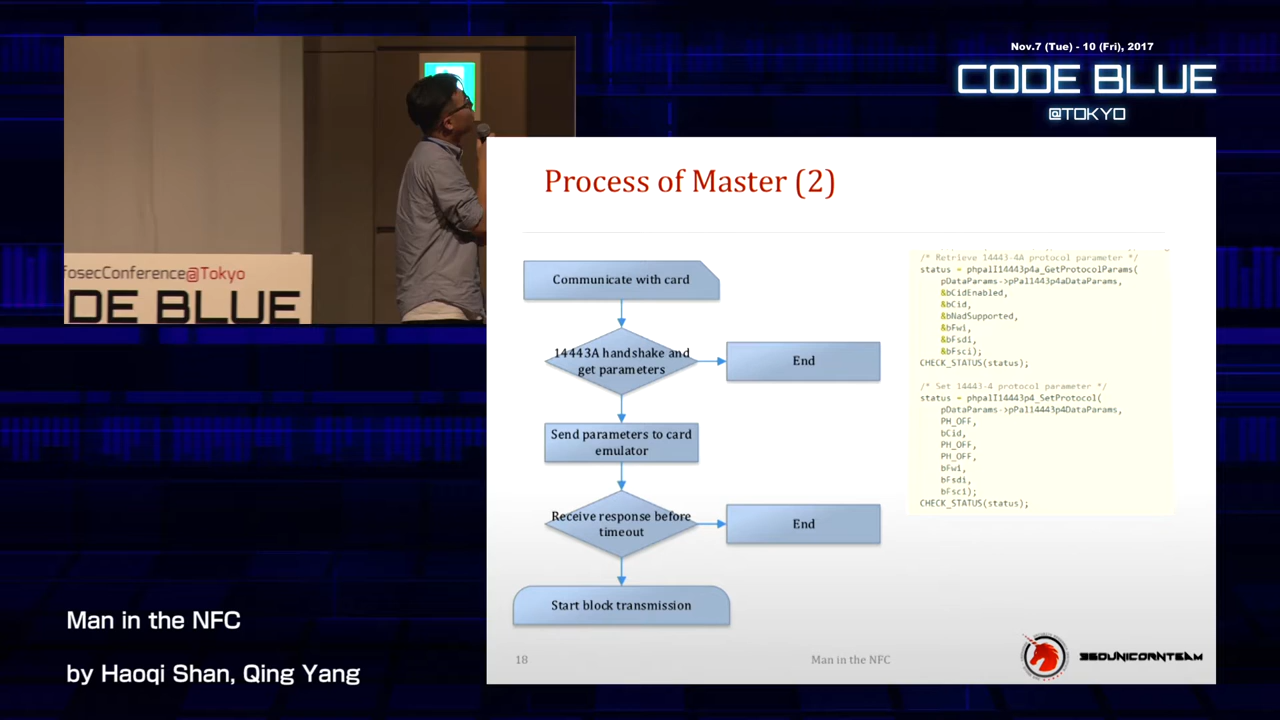 Nov.7 (Tue) - 10 (Fri), 2017
CODE BLUE
@TOKYO
fosecConference@Tokyo
DE BLUE
Process of Master (2)
Communicate with card
14443A handshake and
get parameters
End
Send parameters to card
emulator
Receive response before
timeout
End
Start block transmission
/* Retrieve 14443-4A protocol parameter */
status = phpalI14443p4a_GetProtocolParams(
pDataParams->pPal14443p4aDataParams,
&bCidEnabled,
&bCid,
&bNadSupported,
&bFwi,
&bFsdi,
&bFsci);
CHECK_STATUS(status);
/* Set 14443-4 protocol parameter */
status = phpalI14443p4_SetProtocol(
pDataParams->pPal14443p4DataParams,
PH_OFF,
bCid,
PH_OFF,
PH_OFF,
bFwi,
bFsdi,
bFsci);
CHECK_STATUS(status);
18
Man in the NFC
360UNICORNTEAM
Man in the NFC
by Haoqi Shan, Qing Yang